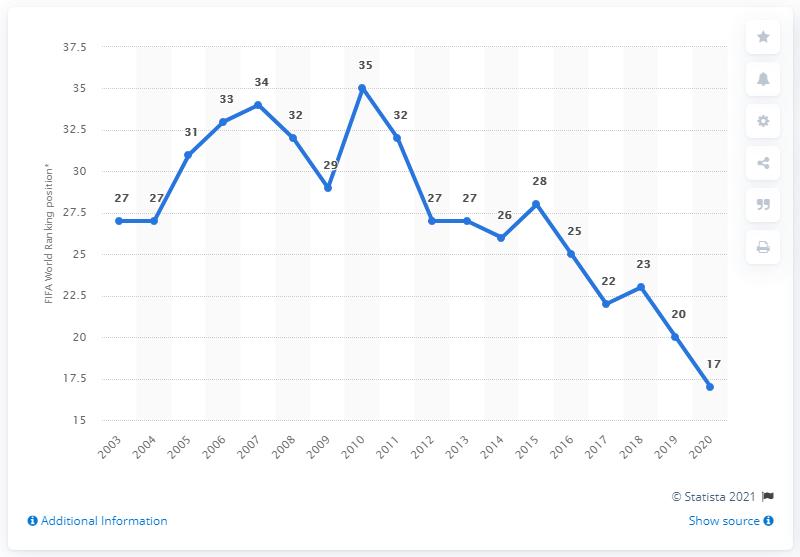 37.5
35
32.5
30
27.5
25
22.5
20
17.5
15
FIFA World Ranking position*
27 27 31 33 34 32 29 35 32 27 27 26 28 25 22 23 20 17
2003 2004 2005 2006 2007 2008 2009 2010 2011 2012 2013 2014 2015 2016 2017 2018 2019 2020
© Statista 2021
Additional Information Show source